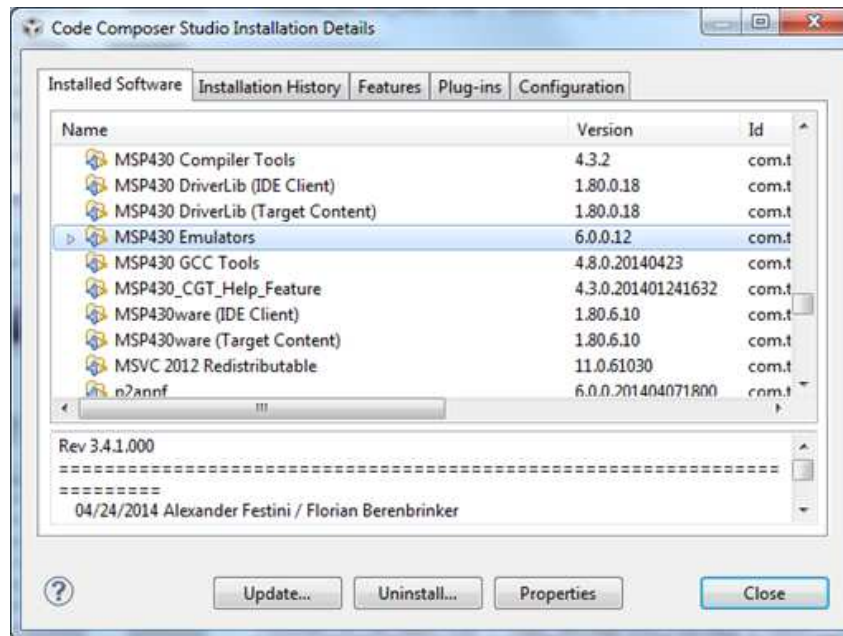 Code Composer Studio Installation Details
Installed Software Installation History Features Plug-ins Configuration
Name Version Id
MSP430 Compiler Tools 4.3.2 com.t
MSP430 DriverLib (IDE Client) 1.80.0.18 com.t
MSP430 DriverLib (Target Content) 1.80.0.18 com.t
MSP430 Emulators 6.0.0.12 com.t
MSP430 GCC Tools 4.8.0.20140423 com.t
MSP430_CGT_Help_Feature 4.3.0.201401241632 com.t
MSP430ware (IDE Client) 1.80.6.10 com.t
MSP430ware (Target Content) 1.80.6.10 com.t
MSVC 2012 Redistributable 11.0.61030 com.t
6.0.0.201404071800 com.t
Rev 3.4.1.000
==================================================================
=========
04/24/2014 Alexander Festini / Florian Berenbrinker
? Update... Uninstall... Properties Close